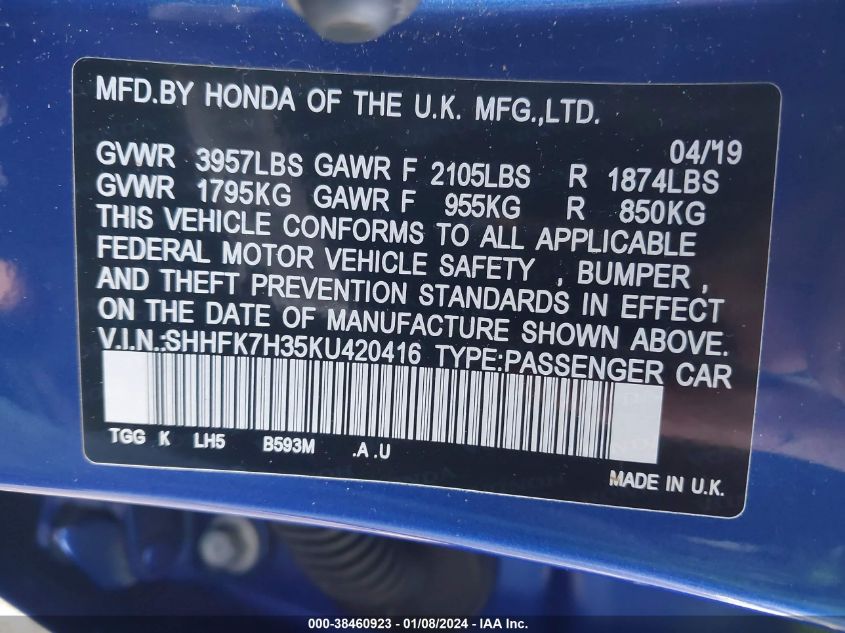 MFD.BY HONDA OF THE U.K. MFG.,LTD.
04/19
GVWR 3957LBS GAWR F 2105LBS R 1874LBS
GVWR 1795KG GAWR F 955KG R 850KG
THIS VEHICLE CONFORMS TO ALL APPLICABLE
FEDERAL MOTOR VEHICLE SAFETY , BUMPER ,
AND THEFT PREVENTION STANDARDS IN EFFECT
ON THE DATE OF MANUFACTURE SHOWN ABOVE.
V.I.N.:SHHFK7H35KU420416 TYPE:PASSENGER CAR
TGG K LH5 B593M .A .U
MADE IN U.K.
000-38460923 - 01/08/2024 - IAA Inc.